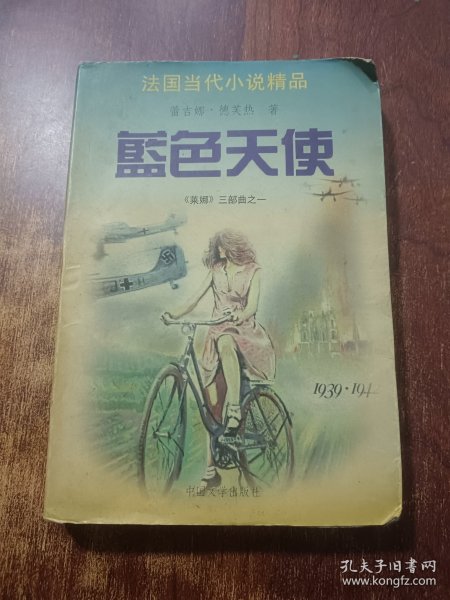 法国当代小说精品
蕾吉娜·德芙热 著
藍色天使
《莱娜》三部曲之一
1939·194
中国文学出版社
孔夫子旧书网
www.kongfz.com